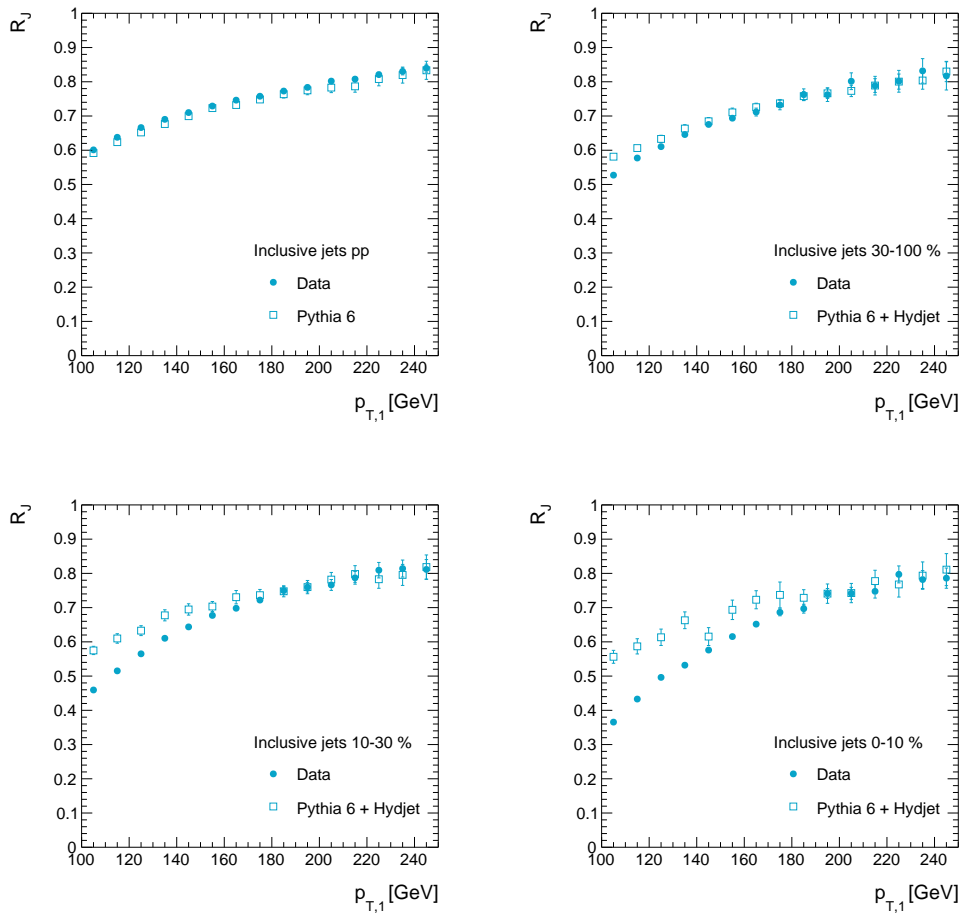 R_J
1
0.9
0.8
0.7
0.6
0.5
0.4
0.3
0.2
0.1
0
Inclusive jets pp
Data
Pythia 6
100 120 140 160 180 200 220 240
p_T,1 [GeV]
R_J
1
0.9
0.8
0.7
0.6
0.5
0.4
0.3
0.2
0.1
0
Inclusive jets 30-100 %
Data
Pythia 6 + Hydjet
100 120 140 160 180 200 220 240
p_T,1 [GeV]
R_J
1
0.9
0.8
0.7
0.6
0.5
0.4
0.3
0.2
0.1
0
Inclusive jets 10-30 %
Data
Pythia 6 + Hydjet
100 120 140 160 180 200 220 240
p_T,1 [GeV]
R_J
1
0.9
0.8
0.7
0.6
0.5
0.4
0.3
0.2
0.1
0
Inclusive jets 0-10 %
Data
Pythia 6 + Hydjet
100 120 140 160 180 200 220 240
p_T,1 [GeV]